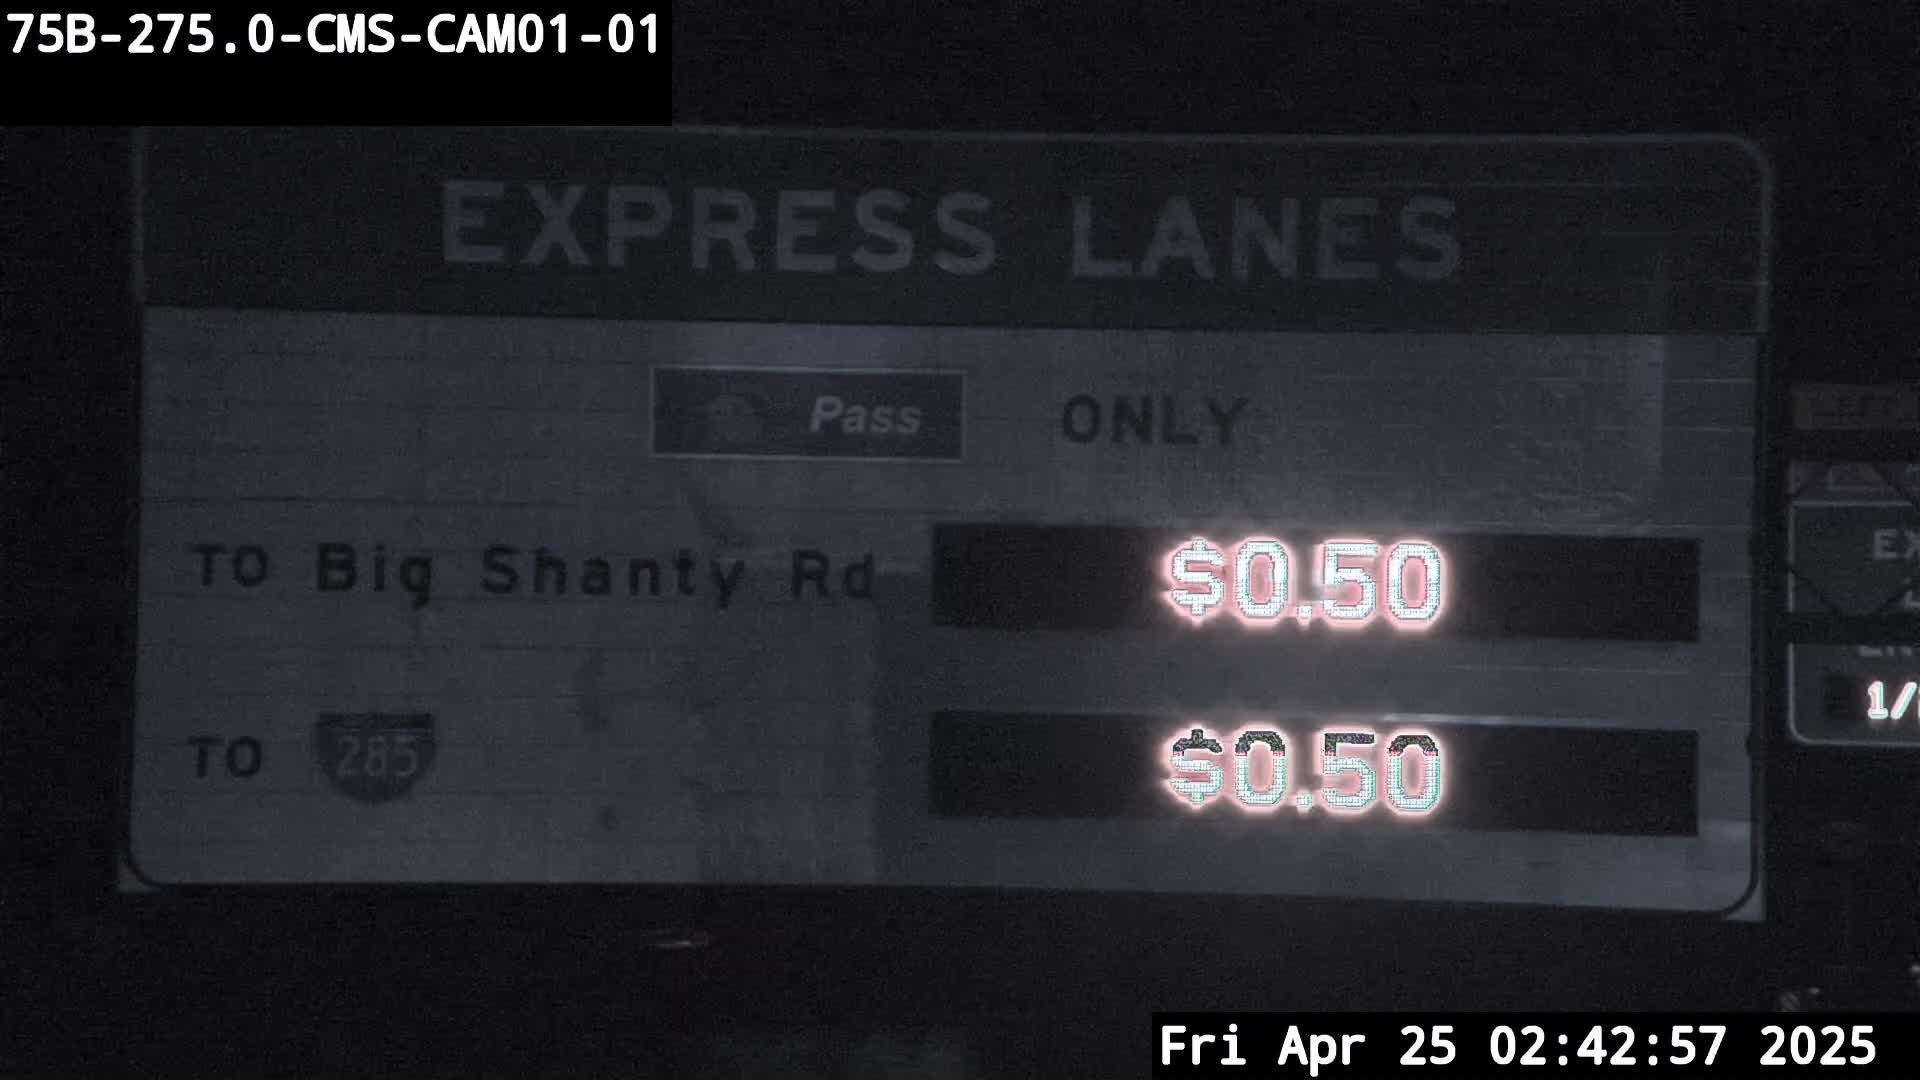 75B-275.0-CMS-CAM01-01
EXPRESS LANES
Pass ONLY
TO Big Shanty Rd $0.50
TO 285 $0.50
1/
Fri Apr 25 02:42:57 2025